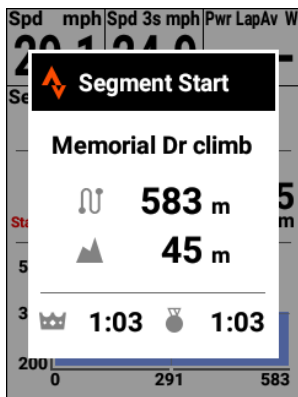 Spd mph Spd 3s mph Pwr LapAv W
Segment Start
Memorial Dr climb
583 m
45 m
1:03 1:03
200
0 291 583